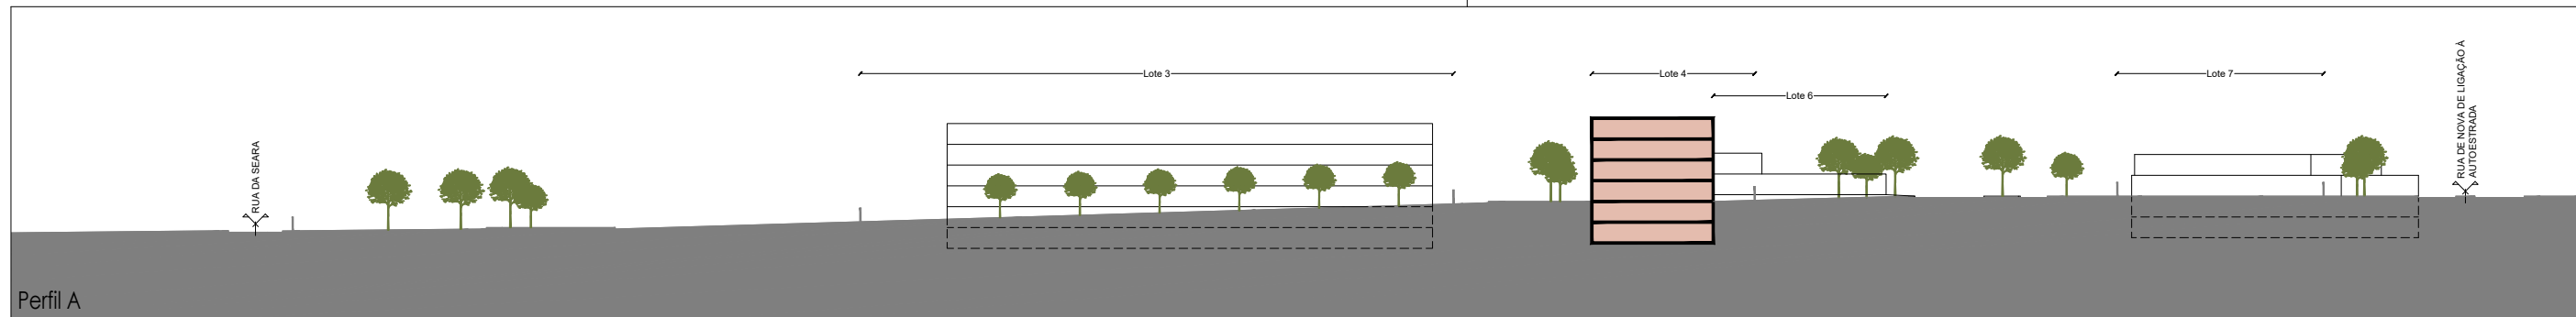 RUA DA SEARA
Lote 3
Lote 4
Lote 6
Lote 7
RUA DE NOVA DE LIGAÇÃO À
AUTOESTRADA
Perfil A